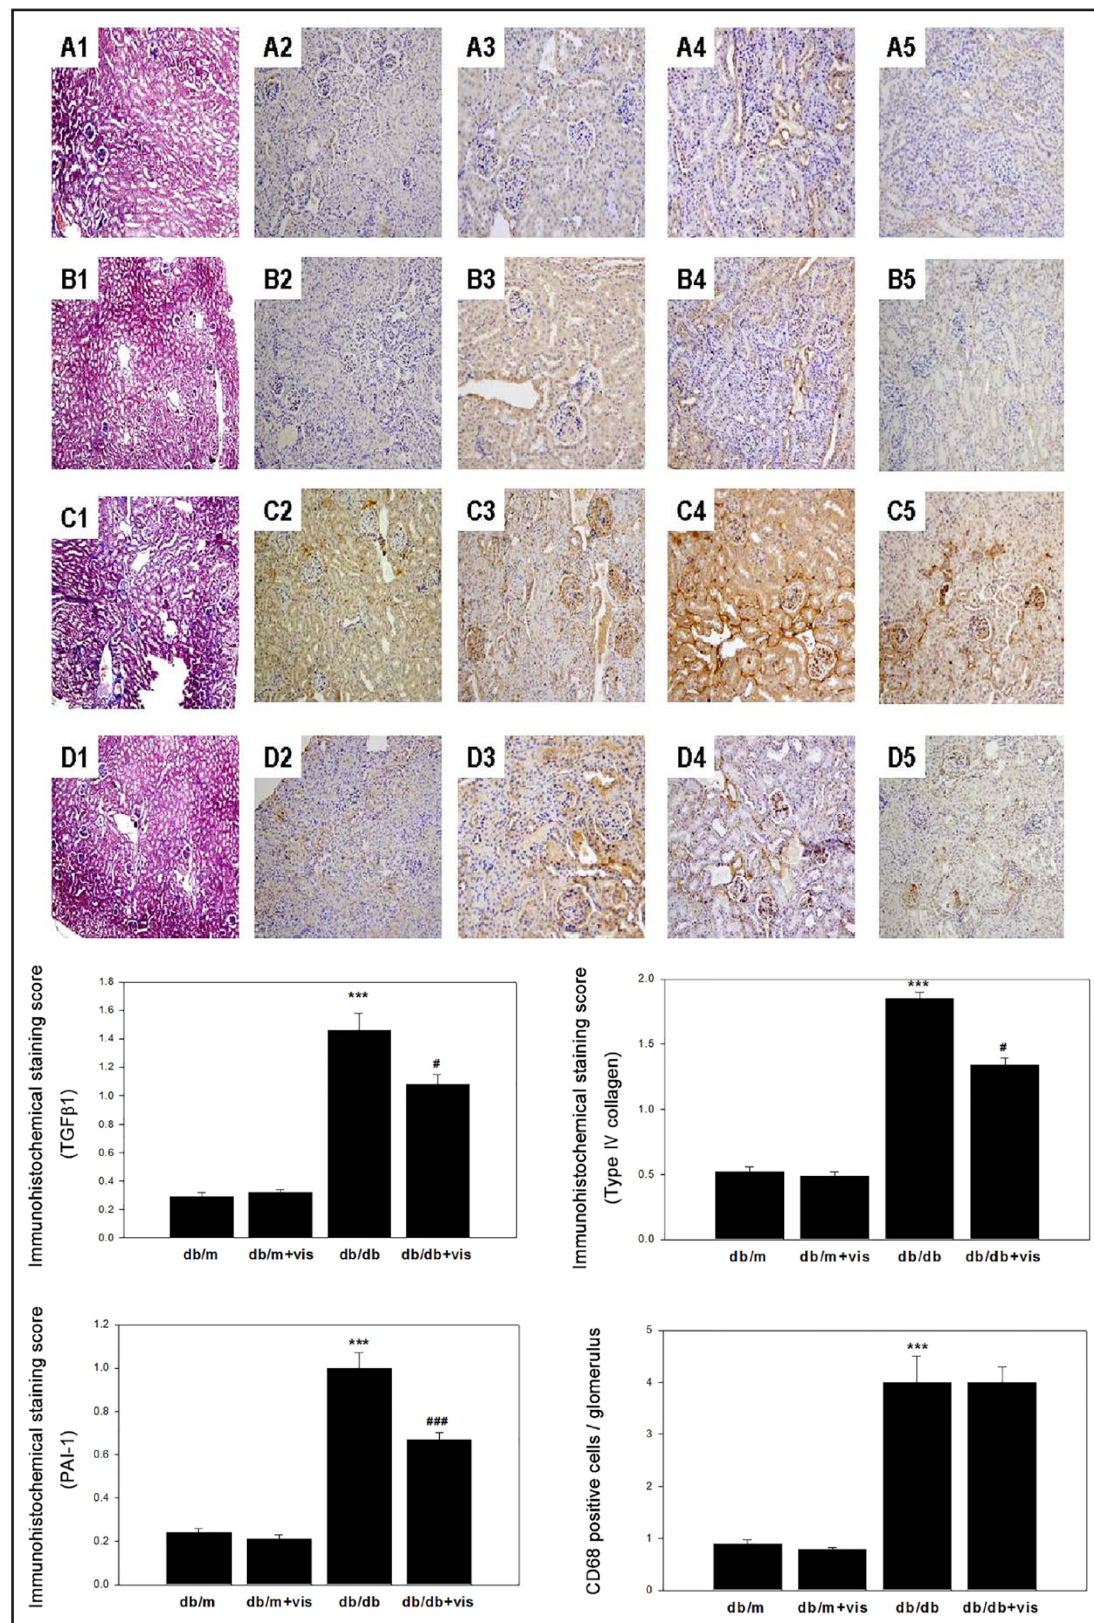 A1 A2 A3 A4 A5
B1 B2 B3 B4 B5
C1 C2 C3 C4 C5
D1 D2 D3 D4 D5
Immunohistochemical staining score
(TGFβ1)
1.8
1.6
1.4
1.2
1.0
0.8
0.6
0.4
0.2
0.0
***
#
db/m db/m+vis db/db db/db+vis
Immunohistochemical staining score
(Type IV collagen)
2.0
1.5
1.0
0.5
0.0
***
#
db/m db/m+vis db/db db/db+vis
Immunohistochemical staining score
(PAI-1)
1.2
1.0
0.8
0.6
0.4
0.2
0.0
***
###
db/m db/m+vis db/db db/db+vis
CD68 positive cells / glomerulus
5
4
3
2
1
0
***
db/m db/m+vis db/db db/db+vis